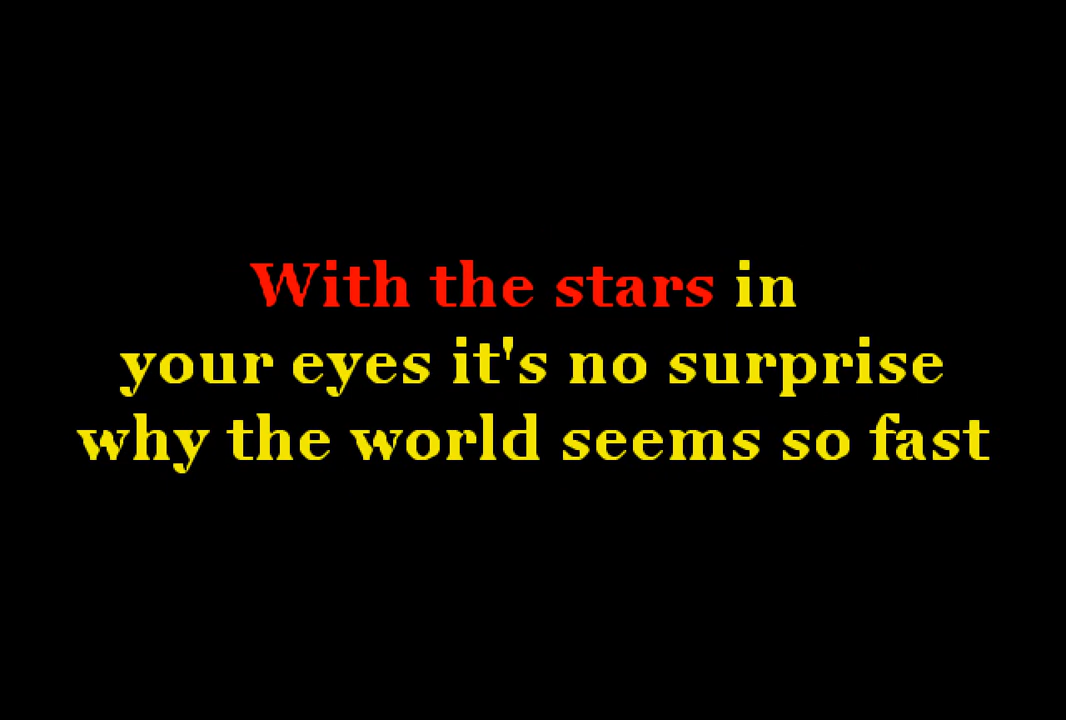 With the stars in
your eyes it's no surprise
why the world seems so fast